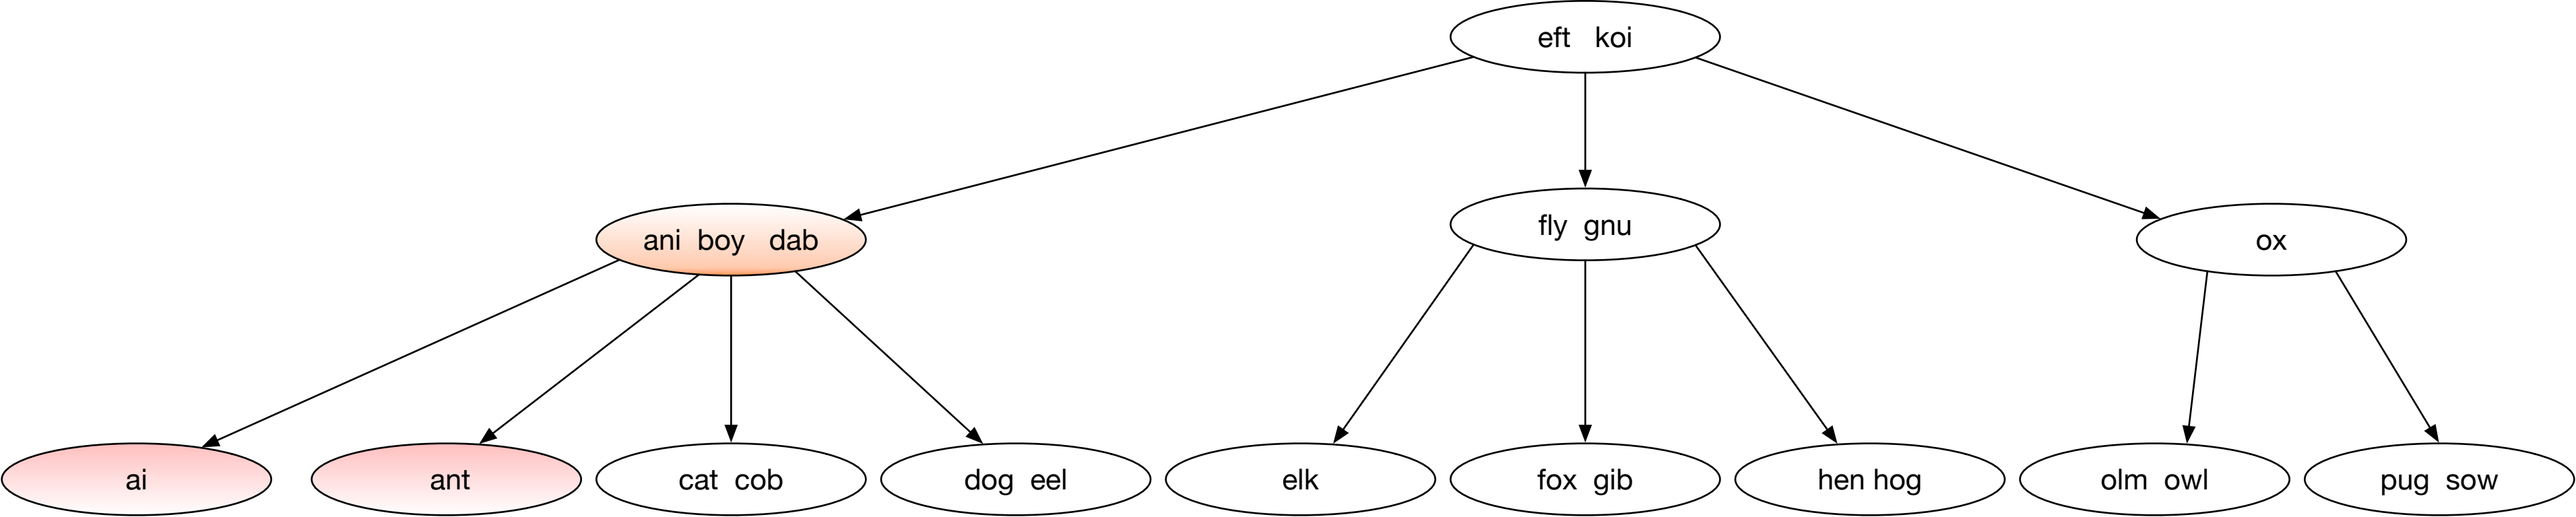 eft koi
ani boy dab
fly gnu
ox
ai
ant
cat cob
dog eel
elk
fox gib
hen hog
olm owl
pug sow